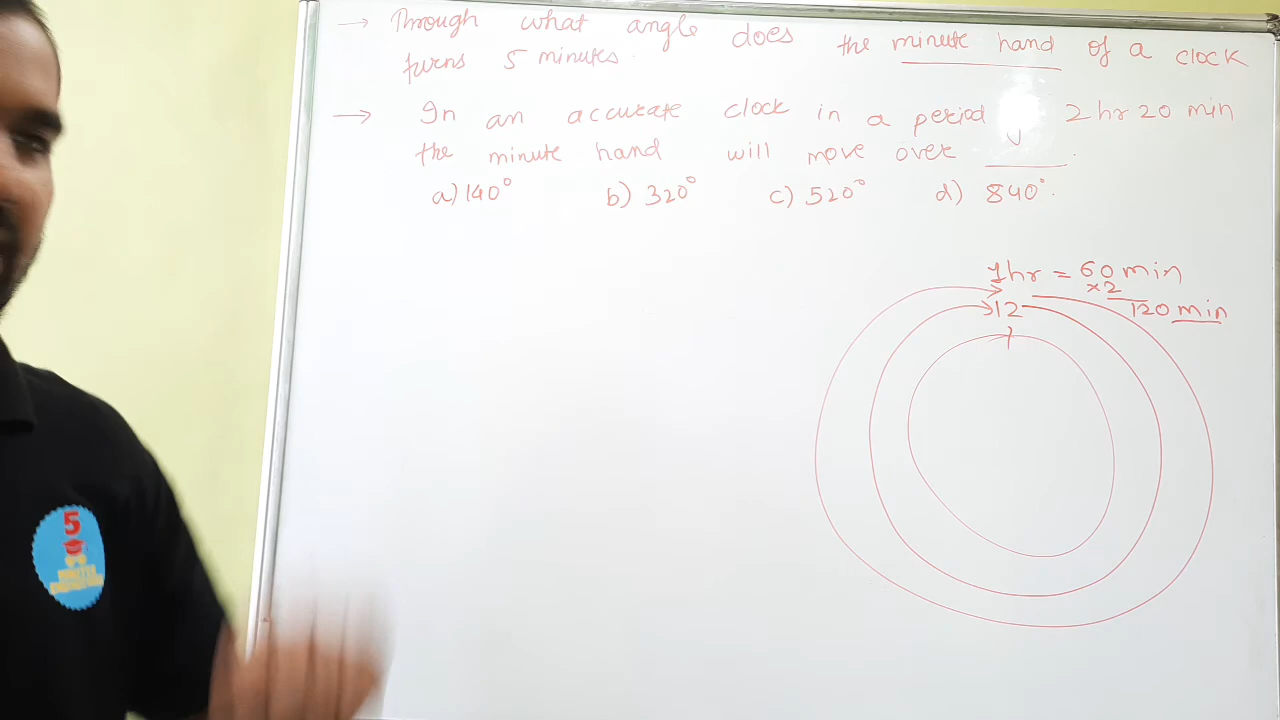 → Through what angle does the minute hand of a clock
turns 5 minutes.
→ In an accurate clock in a period 2 hr 20 min
the minute hand will move over ______.
a) 140° b) 320° c) 520° d) 840°.
1hr = 60 min
×2
120 min
12
5